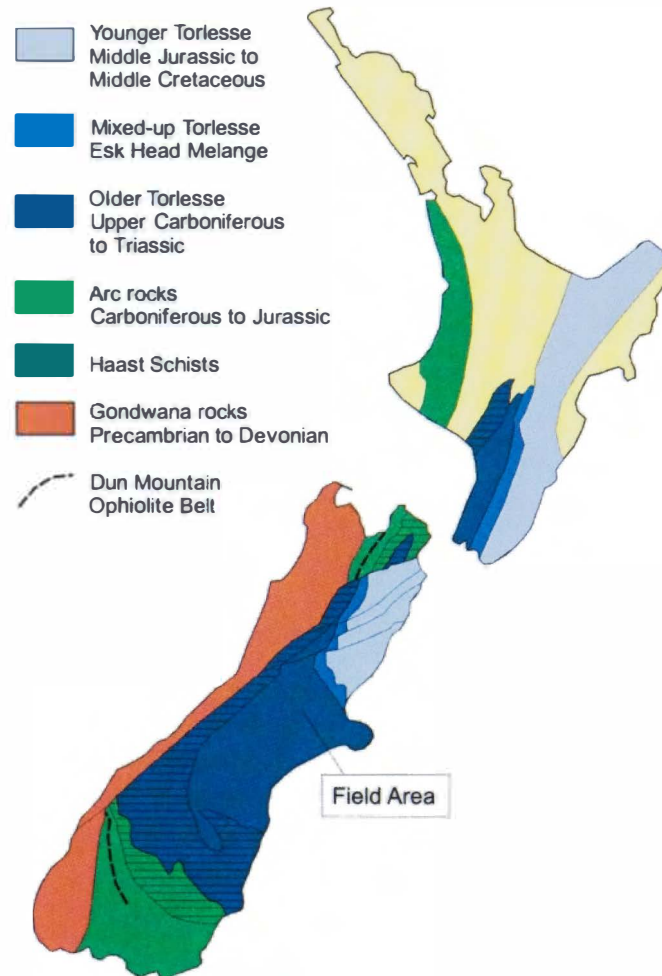 Younger Torlesse
Middle Jurassic to
Middle Cretaceous
Mixed-up Torlesse
Esk Head Melange
Older Torlesse
Upper Carboniferous
to Triassic
Arc rocks
Carboniferous to Jurassic
Haast Schists
Gondwana rocks
Precambrian to Devonian
Dun Mountain
Ophiolite Belt
Field Area